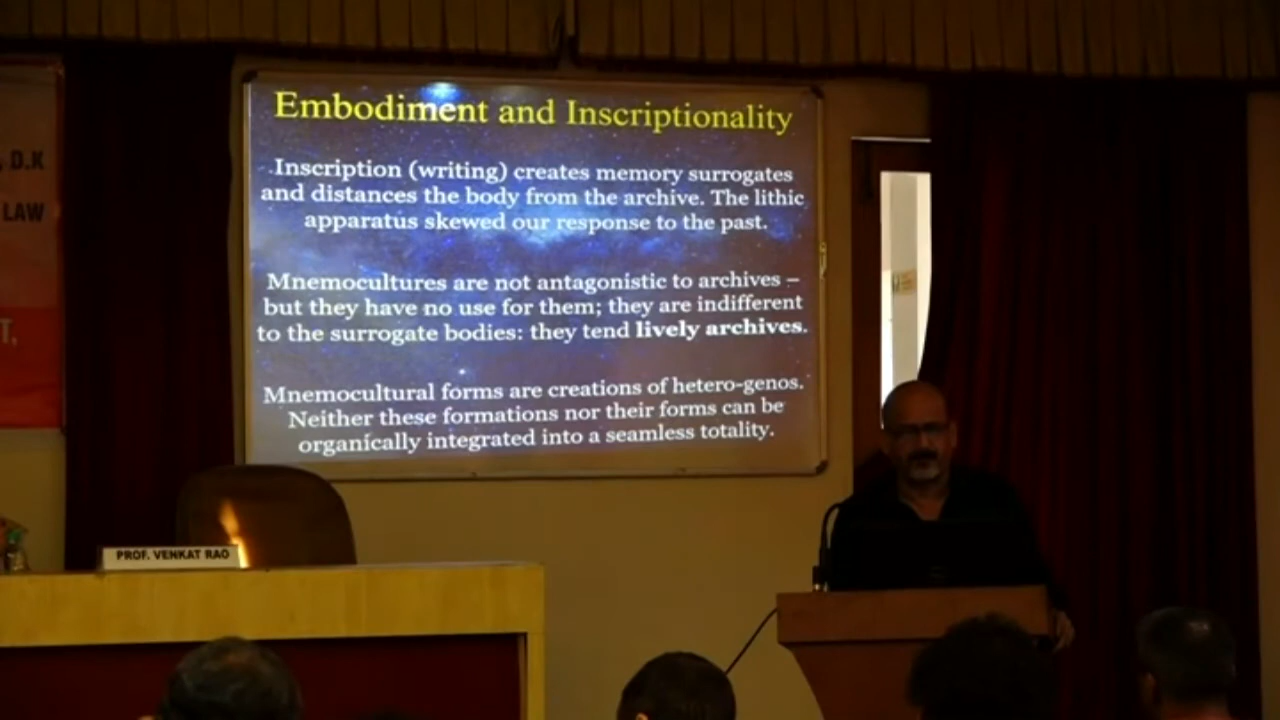 Embodiment and Inscriptionality
Inscription (writing) creates memory surrogates
and distances the body from the archive. The lithic
apparatus skewed our response to the past.
Mnemocultures are not antagonistic to archives –
but they have no use for them; they are indifferent
to the surrogate bodies: they tend lively archives.
Mnemocultural forms are creations of hetero-genos.
Neither these formations nor their forms can be
organically integrated into a seamless totality.
, D.K
LAW
T,
PROF. VENKAT RAO